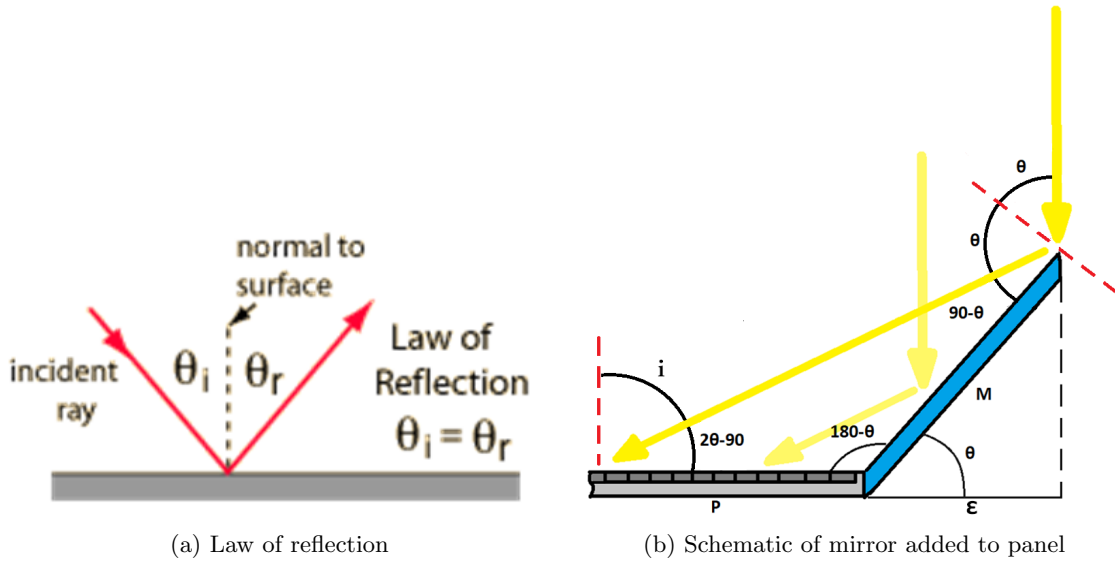 normal to
surface
incident
ray
θi
θr
Law of
Reflection
θi = θr
(a) Law of reflection
θ
θ
90-θ
i
M
2θ-90
180-θ
θ
P
ε
(b) Schematic of mirror added to panel